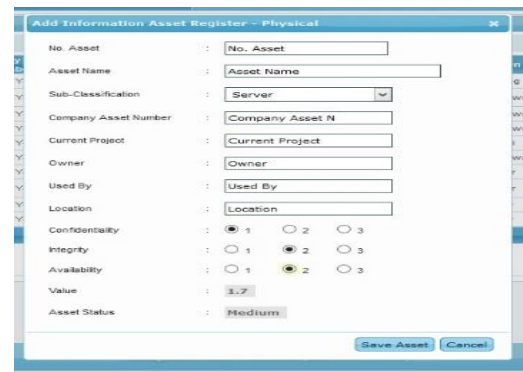 Add Information Asset Register - Physical ×
No. Asset : No. Asset
Asset Name : Asset Name
Sub-Classification : Server
Company Asset Number : Company Asset N
Current Project : Current Project
Owner : Owner
Used By : Used By
Location : Location
Confidentiality : 1 2 3
Integrity : 1 2 3
Availability : 1 2 3
Value : 1.7
Asset Status : Medium
Save Asset Cancel